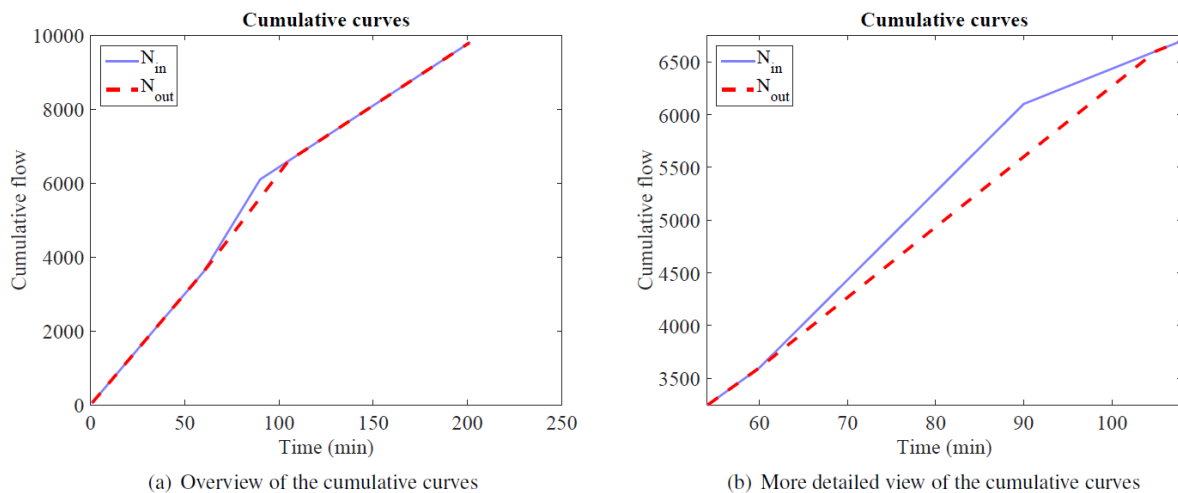 Cumulative curves
10000
8000
6000
4000
2000
0
0 50 100 150 200 250
Cumulative flow
Time (min)
N_in
N_out
(a) Overview of the cumulative curves
Cumulative curves
6500
6000
5500
5000
4500
4000
3500
60 70 80 90 100
Cumulative flow
Time (min)
N_in
N_out
(b) More detailed view of the cumulative curves